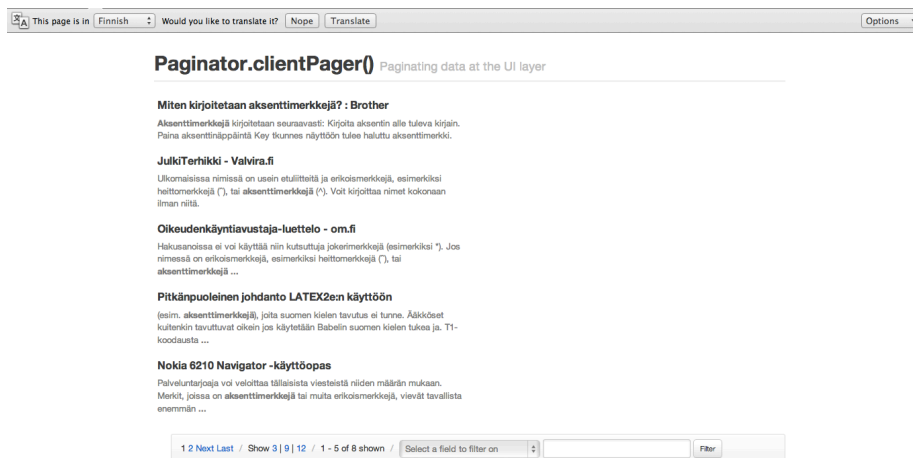 This page is in Finnish Would you like to translate it? Nope Translate Options
Paginator.clientPager() Paginating data at the UI layer
Miten kirjoitetaan aksenttimerkkejä? : Brother
Aksenttimerkkejä kirjoitetaan seuraavasti: Kirjoita aksentin alle tuleva kirjain.
Paina aksenttinäppäintä Key tkunnes näyttöön tulee haluttu aksenttimerkki.
JulkiTerhikki - Valvira.fi
Ulkomaisissa nimissä on usein etuliitteitä ja erikoismerkkejä, esimerkiksi
heittomerkkejä (˜), tai aksenttimerkkejä (^). Voit kirjoittaa nimet kokonaan
ilman niitä.
Oikeudenkäyntiavustaja-luettelo - om.fi
Hakusanoissa ei voi käyttää niin kutsuttuja jokerimerkkejä (esimerkiksi *). Jos
nimessä on erikoismerkkejä, esimerkiksi heittomerkkejä (˜), tai
aksenttimerkkejä ...
Pitkänpuoleinen johdanto LATEX2e:n käyttöön
(esim. aksenttimerkkejä), joita suomen kielen tavutus ei tunne. Ääkköset
kuitenkin tavuttuvat oikein jos käytetään Babelin suomen kielen tukea ja. T1-
koodausta ...
Nokia 6210 Navigator -käyttöopas
Palveluntarjoaja voi veloittaa tällaisista viesteistä niiden määrän mukaan.
Merkit, joissa on aksenttimerkkejä tai muita erikoismerkkejä, vievät tavallista
enemmän ...
1 2 Next Last / Show 3 | 9 | 12 / 1 - 5 of 8 shown / Select a field to filter on Filter